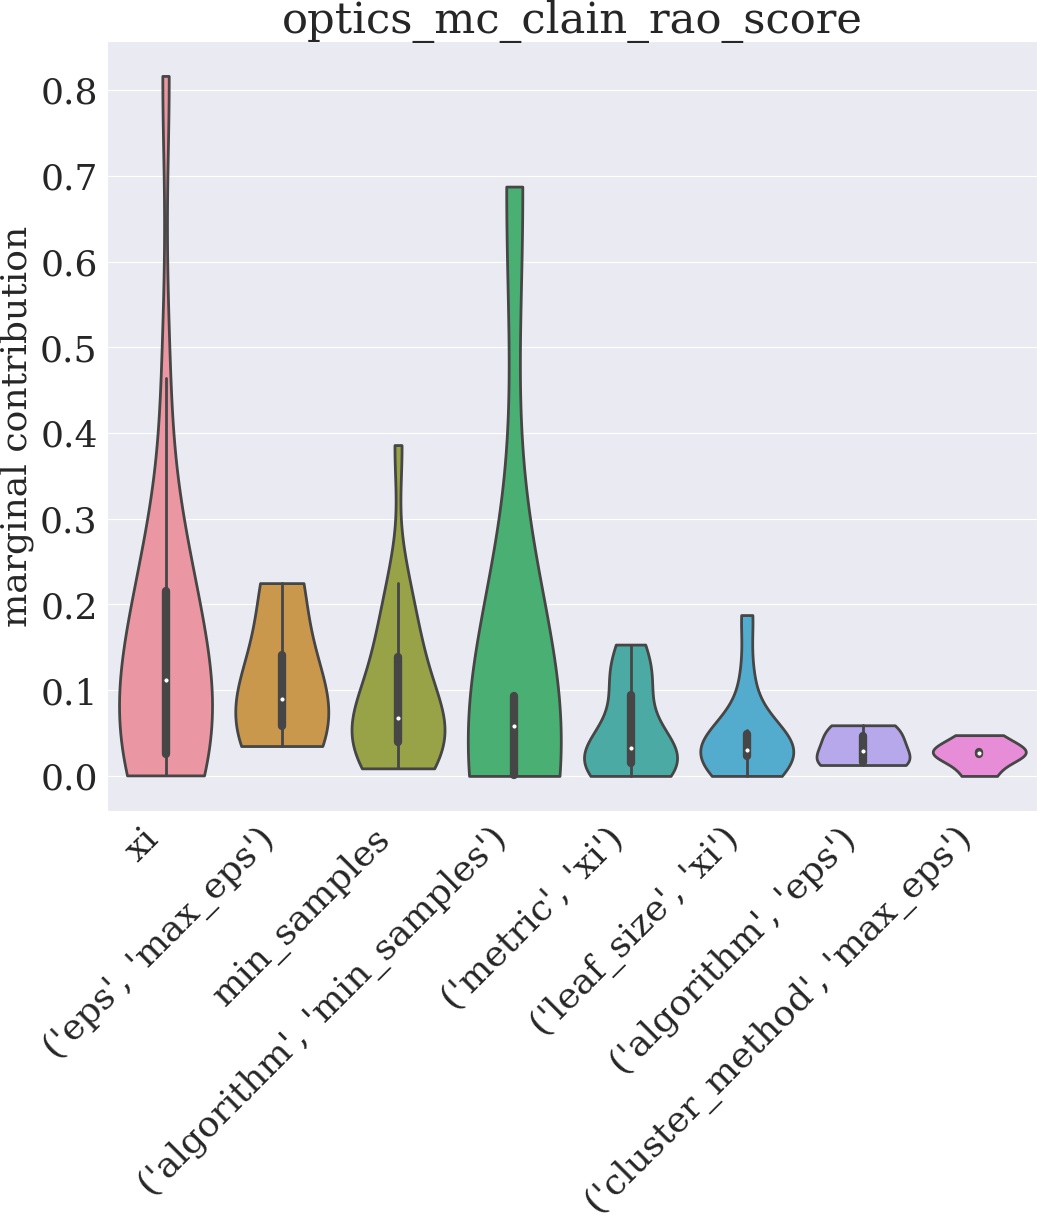 optics_mc_clain_rao_score
marginal contribution
0.8
0.7
0.6
0.5
0.4
0.3
0.2
0.1
0.0
xi
('eps', 'max_eps')
min_samples
('algorithm', 'min_samples')
('metric', 'xi')
('leaf_size', 'xi')
('algorithm', 'eps')
('cluster_method', 'max_eps')